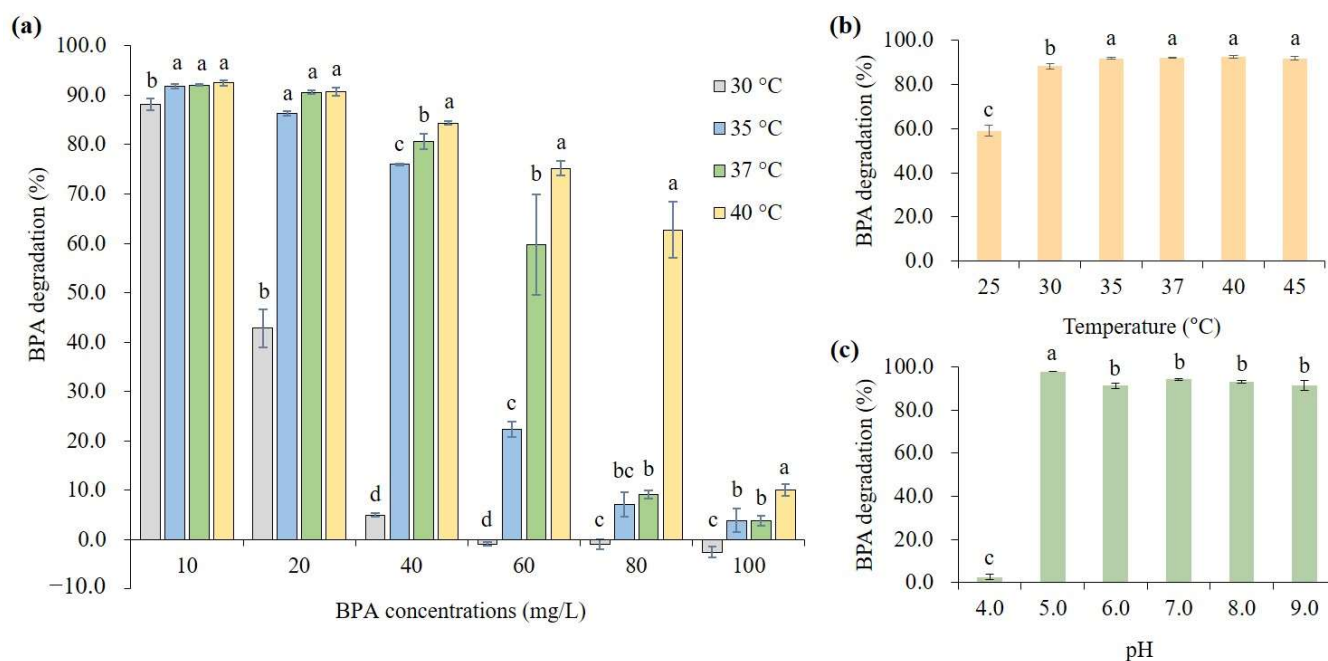 (a)
100.0
90.0
80.0
70.0
60.0
50.0
40.0
30.0
20.0
10.0
0.0
−10.0
BPA degradation (%)
b a a a
b a a a
d c b a
d c b a
c bc b a
c b b a
10 20 40 60 80 100
BPA concentrations (mg/L)
30 °C
35 °C
37 °C
40 °C
(b)
100.0
80.0
60.0
40.0
20.0
0.0
BPA degradation (%)
c b a a a a
25 30 35 37 40 45
Temperature (°C)
(c)
100.0
80.0
60.0
40.0
20.0
0.0
BPA degradation (%)
c a b b b b
4.0 5.0 6.0 7.0 8.0 9.0
pH